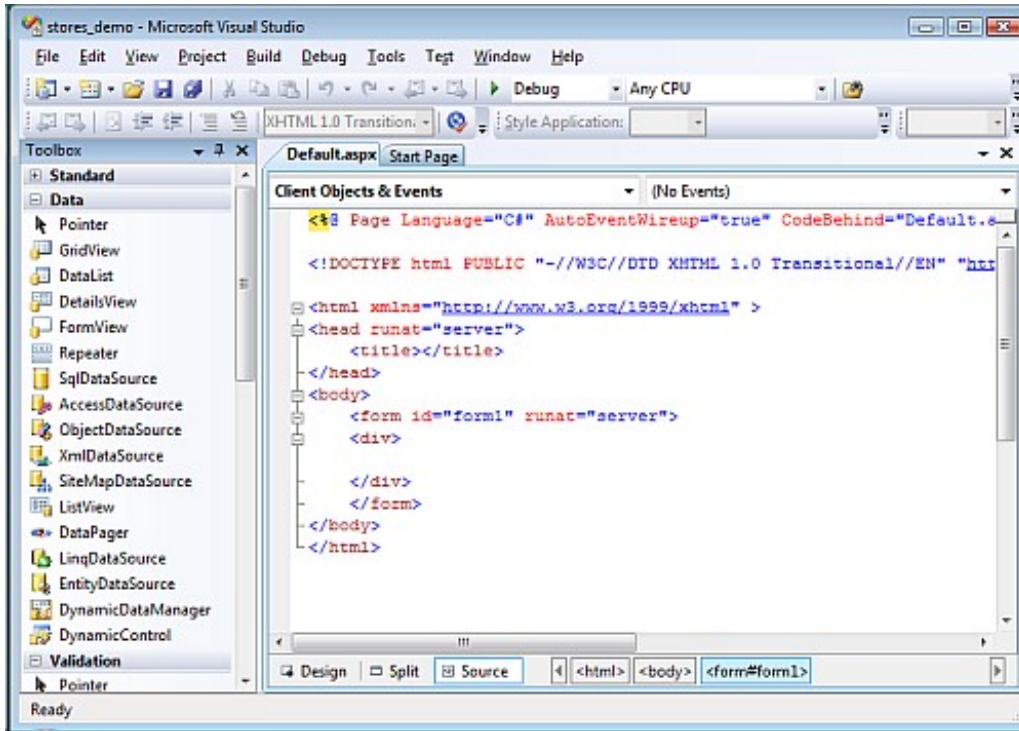 stores_demo - Microsoft Visual Studio
File Edit View Project Build Debug Tools Test Window Help
Debug Any CPU
XHTML 1.0 Transition: Style Application:
Toolbox
Default.aspx Start Page
Standard
Client Objects & Events (No Events)
Data
Pointer
GridView
DataList
DetailsView
FormView
Repeater
SqlDataSource
AccessDataSource
ObjectDataSource
XmlDataSource
SiteMapDataSource
ListView
DataPager
LinqDataSource
EntityDataSource
DynamicDataManager
DynamicControl
Validation
Pointer
<%@ Page Language="C#" AutoEventWireup="true" CodeBehind="Default.a
<!DOCTYPE html PUBLIC "-//W3C//DTD XHTML 1.0 Transitional//EN" "htt
<html xmlns="http://www.w3.org/1999/xhtml" >
<head runat="server">
<title></title>
</head>
<body>
<form id="form1" runat="server">
<div>
</div>
</form>
</body>
</html>
Design Split Source <html> <body> <form#form1>
Ready